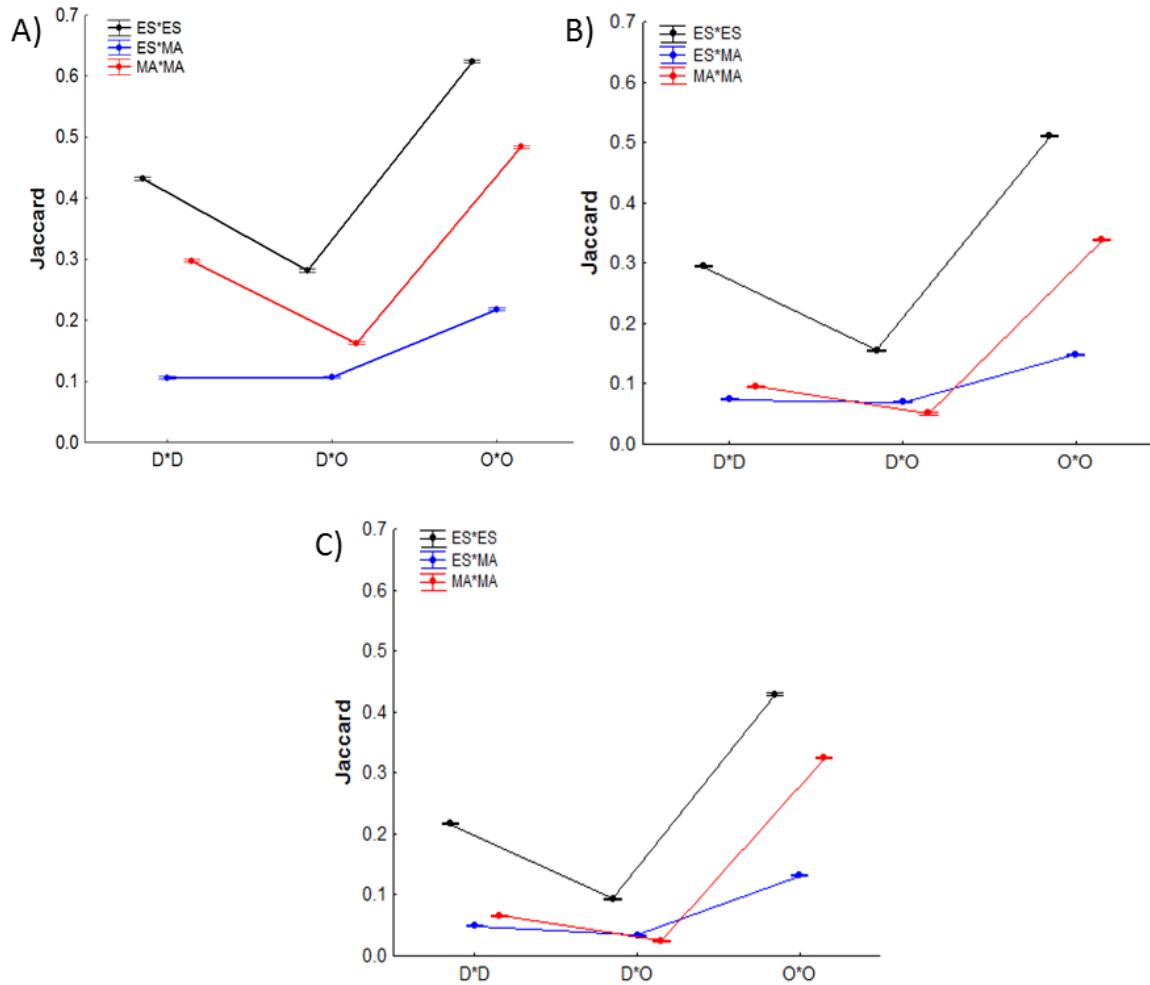 A)
0.7
0.6
0.5
0.4
0.3
0.2
0.1
0.0
Jaccard
ES*ES
ES*MA
MA*MA
D*D D*O O*O
B)
0.7
0.6
0.5
0.4
0.3
0.2
0.1
0.0
Jaccard
ES*ES
ES*MA
MA*MA
D*D D*O O*O
C)
0.7
0.6
0.5
0.4
0.3
0.2
0.1
0.0
Jaccard
ES*ES
ES*MA
MA*MA
D*D D*O O*O